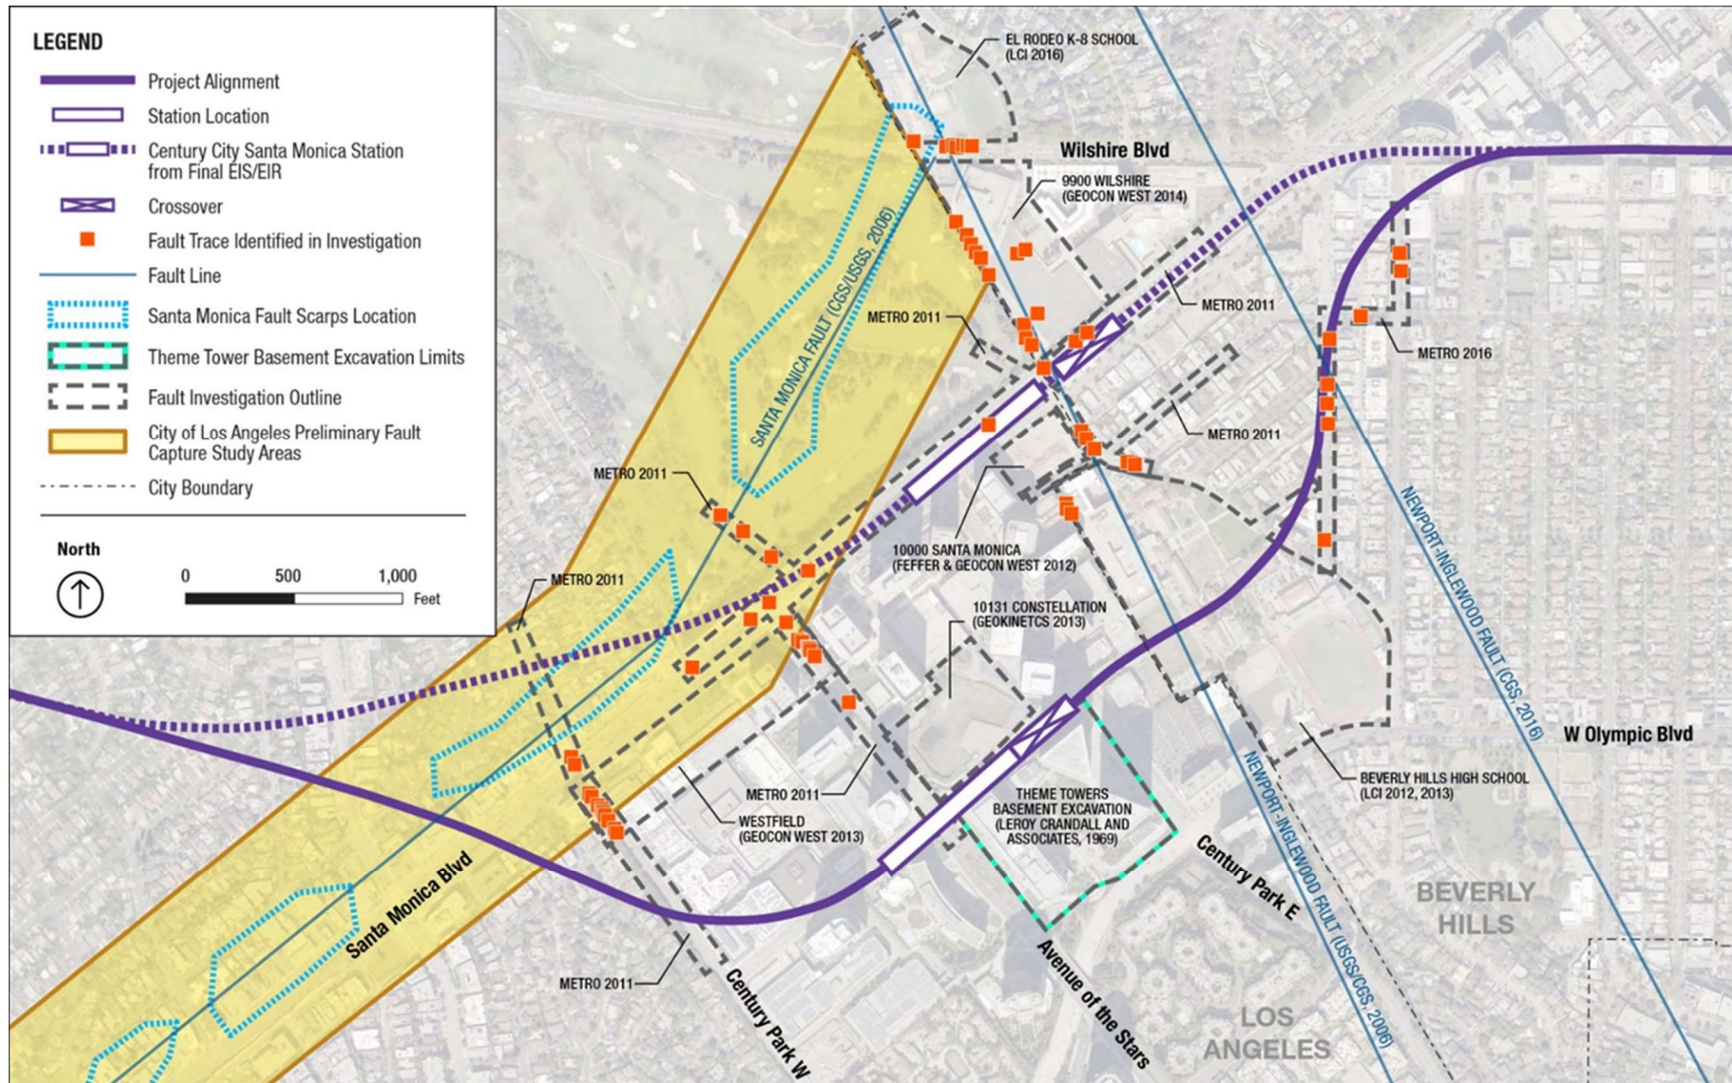 LEGEND
Project Alignment
Station Location
Century City Santa Monica Station
from Final EIS/EIR
Crossover
Fault Trace Identified in Investigation
Fault Line
Santa Monica Fault Scarps Location
Theme Tower Basement Excavation Limits
Fault Investigation Outline
City of Los Angeles Preliminary Fault
Capture Study Areas
City Boundary
North
0 500 1,000
Feet
EL RODEO K-8 SCHOOL
(LCI 2016)
Wilshire Blvd
9900 WILSHIRE
(GEOCON WEST 2014)
SANTA MONICA FAULT (CGS/USGS, 2006)
METRO 2011
METRO 2011
METRO 2016
METRO 2011
METRO 2011
NEWPORT-INGLEWOOD FAULT (CGS, 2016)
10000 SANTA MONICA
(FEFFER & GEOCON WEST 2012)
METRO 2011
10131 CONSTELLATION
(GEOKINETCS 2013)
W Olympic Blvd
BEVERLY HILLS HIGH SCHOOL
(LCI 2012, 2013)
METRO 2011
THEME TOWERS
BASEMENT EXCAVATION
(LEROY CRANDALL AND
ASSOCIATES, 1969)
WESTFIELD
(GEOCON WEST 2013)
NEWPORT-INGLEWOOD FAULT (USGS/CGS, 2006)
Century Park E
Santa Monica Blvd
BEVERLY
HILLS
METRO 2011
Century Park W
Avenue of the Stars
LOS
ANGELES